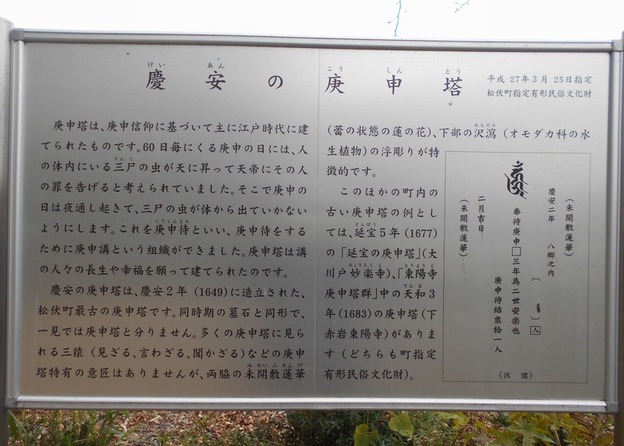 慶安の庚申塔
けいあん こうしんとう
平成27年3月25日指定
松伏町指定有形民俗文化財
庚申塔は、庚申信仰に基づいて主に江戸時代に建
てられたものです。60日毎にくる庚申の日には、人
の体内にいる三尸の虫が天に昇って天帝にその人
の罪を告げると考えられていました。そこで庚申の
日は夜通し起きて、三尸の虫が体から出ていかない
ようにします。これを庚申待といい、庚申待をする
ために庚申講という組織ができました。庚申塔は講
の人々の長生や幸福を願って建てられたのです。
慶安の庚申塔は、慶安2年(1649)に造立された、
松伏町最古の庚申塔です。同時期の墓石と同形で、
一見では庚申塔と分りません。多くの庚申塔に見ら
れる三猿(見ざる、言わざる、聞かざる)などの庚申
塔特有の意匠はありませんが、両脇の未開敷蓮華
(蕾の状態の蓮の花)、下部の沢瀉(オモダカ科の水
生植物)の浮彫りが特
徴的です。
このほかの町内の
古い庚申塔の例とし
ては、延宝5年(1677)
の「延宝の庚申塔」(大
川戸妙楽寺)、「東陽寺
庚申塔群」中の天和3
年(1683)の庚申塔(下
赤岩東陽寺)がありま
す(どちらも町指定
有形民俗文化財)。
(未開敷蓮華)
慶安二年 八郷之内
奉待庚申□三年為二世安楽也
庚申待結衆拾一人
二月吉日
(未開敷蓮華)
(沢瀉)